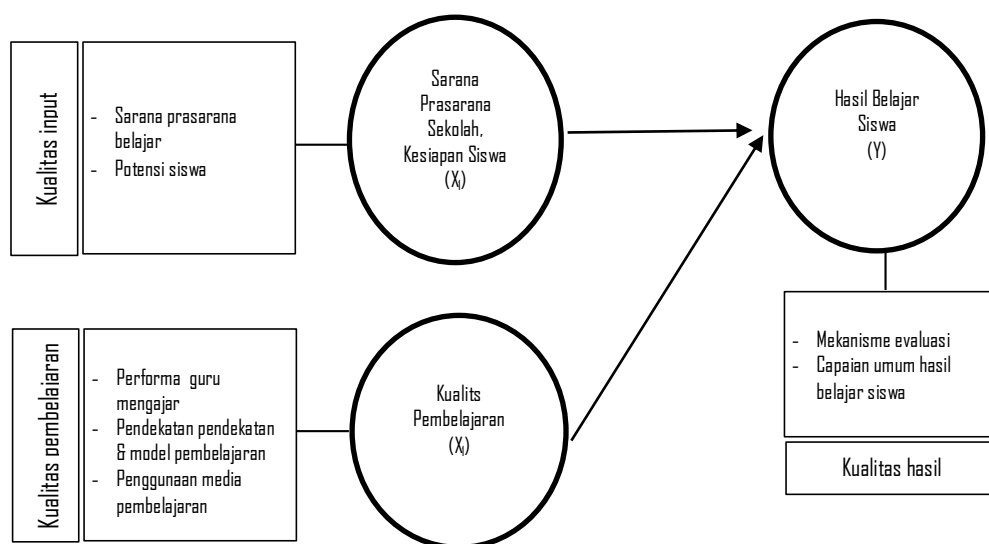 Kualitas input
- Sarana prasarana
belajar
- Potensi siswa
Sarana
Prasarana
Sekolah,
Kesiapan Siswa
(X₁)
Hasil Belajar
Siswa
(Y)
Kualitas pembelajaran
- Performa guru
mengajar
- Pendekatan pendekatan
& model pembelajaran
- Penggunaan media
pembelajaran
Kualits
Pembelajaran
(X₁)
- Mekanisme evaluasi
- Capaian umum hasil
belajar siswa
Kualitas hasil